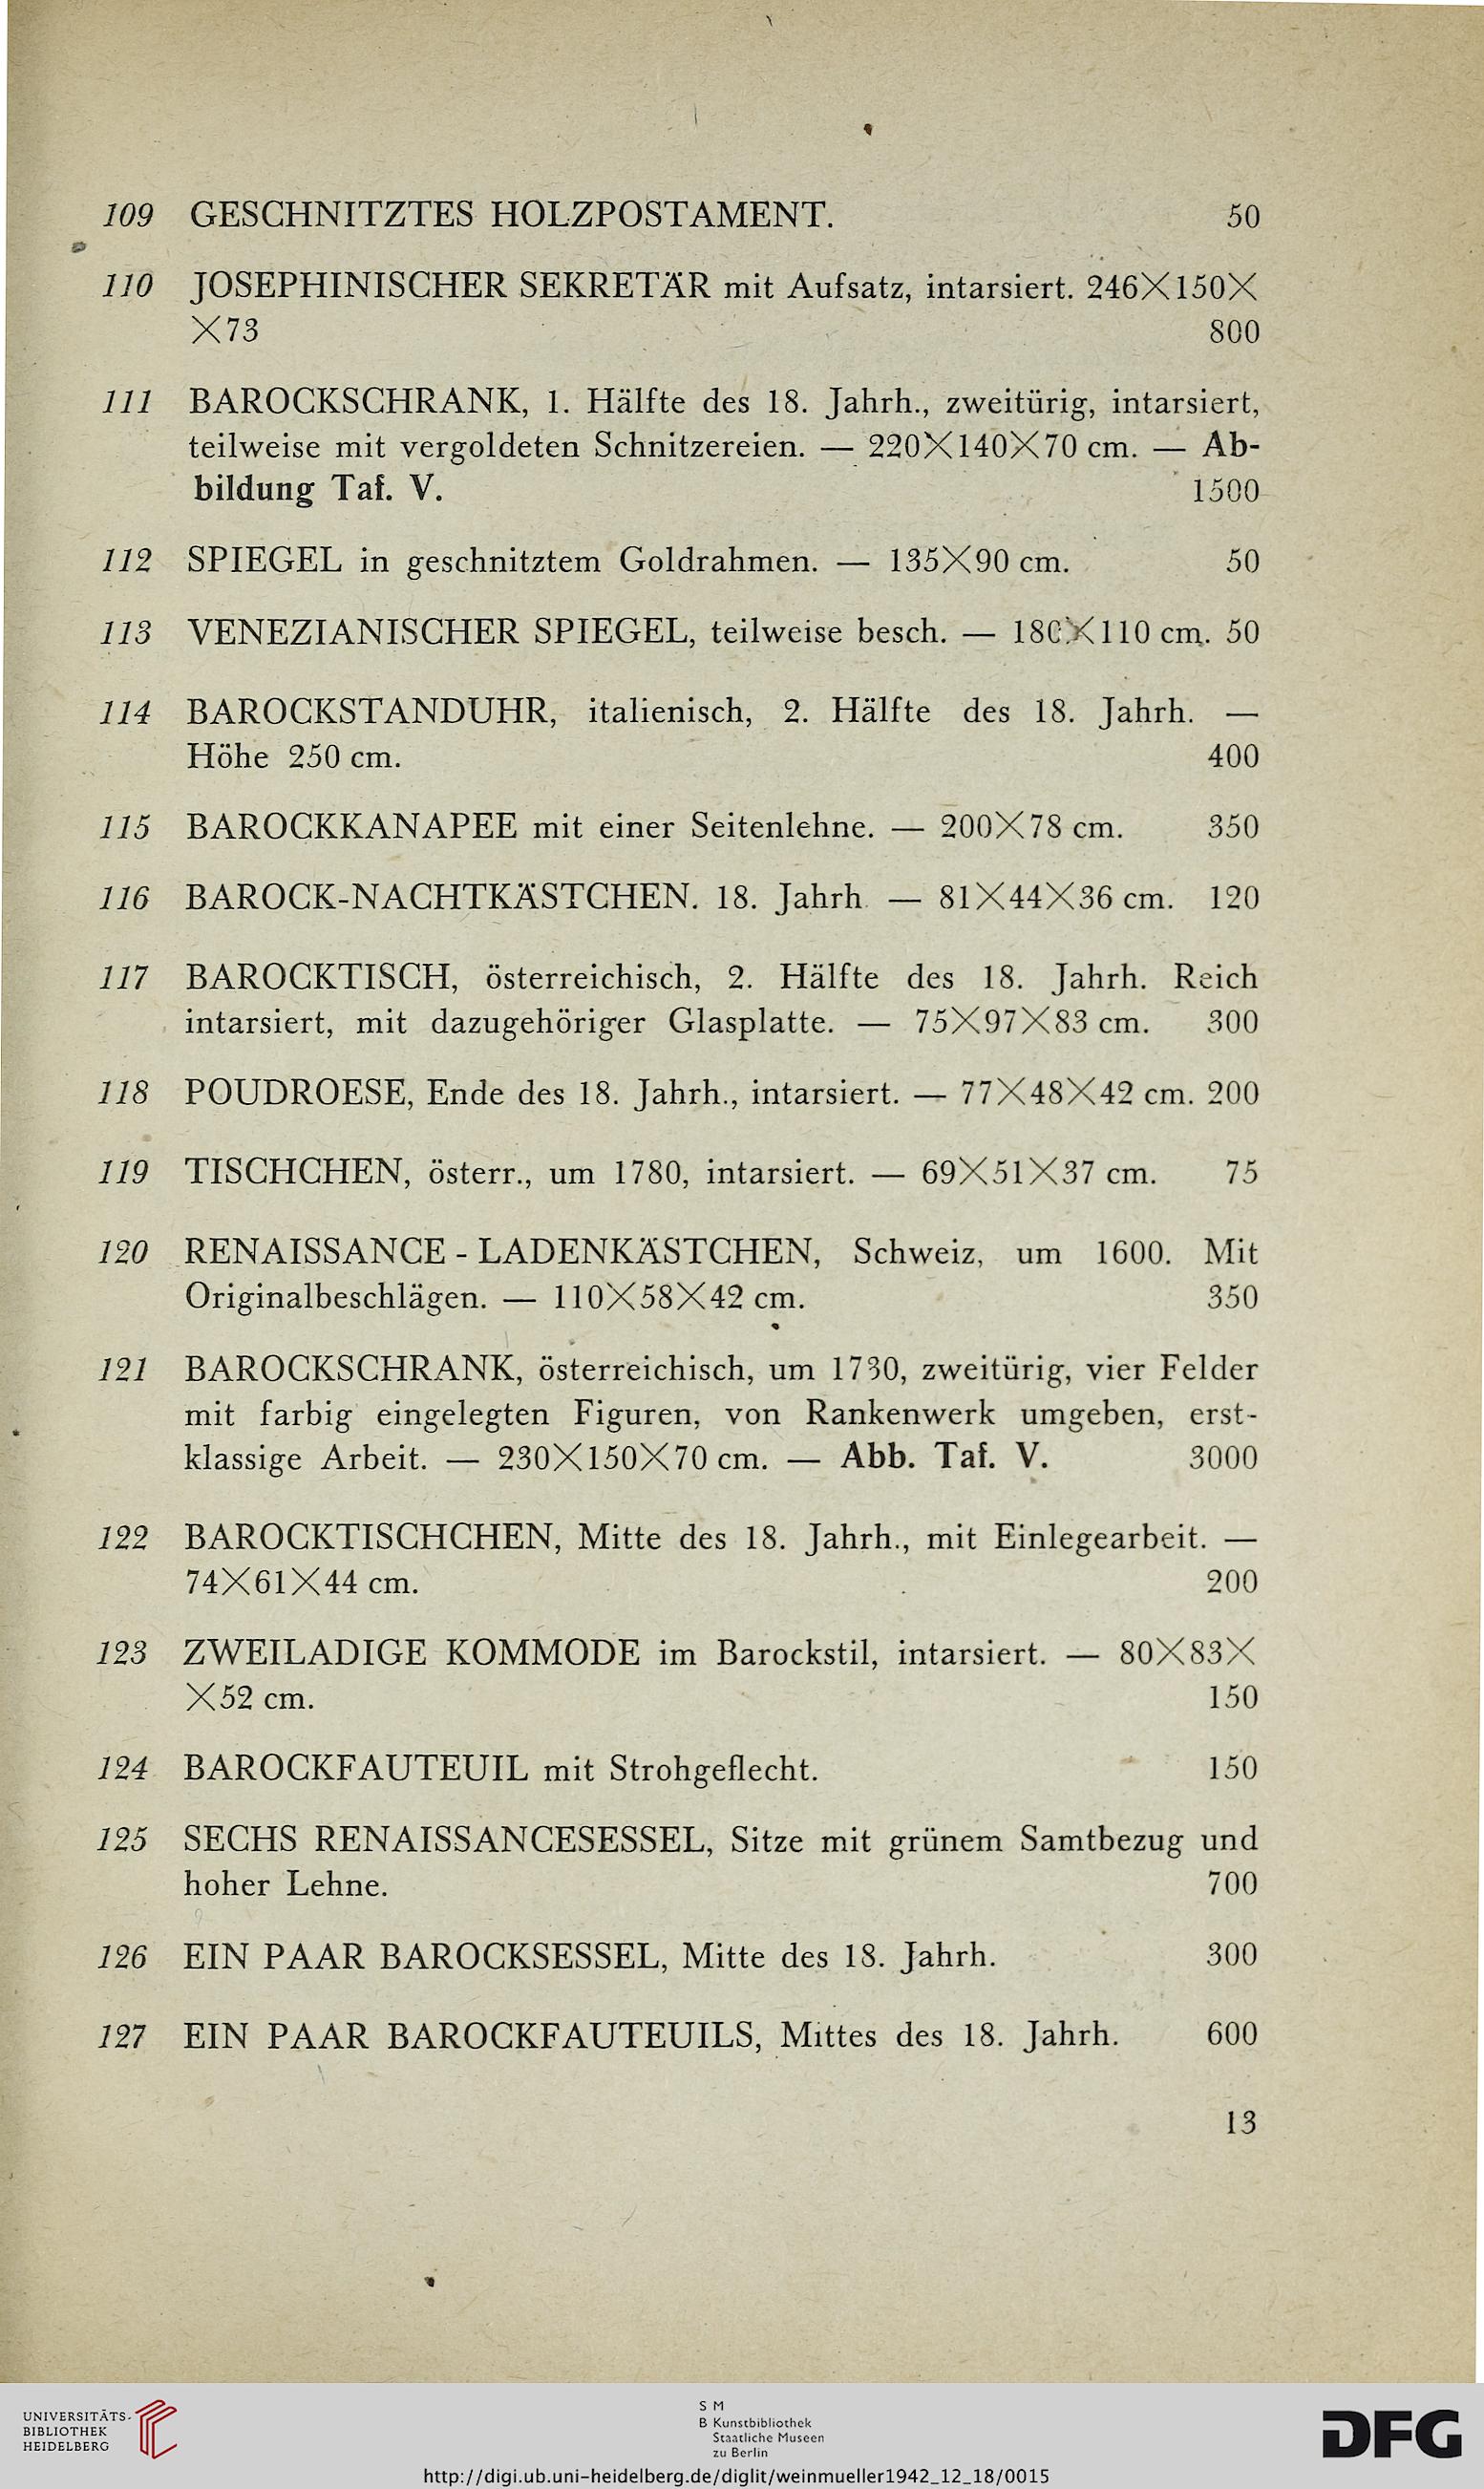 109 GESCHNITZTES HOLZPOSTAMENT. 50
110 JOSEPHINISCHER SEKRETÄR mit Aufsatz, intarsiert. 246×150×
×73 800
111 BAROCKSCHRANK, 1. Hälfte des 18. Jahrh., zweitürig, intarsiert,
teilweise mit vergoldeten Schnitzereien. — 220×140×70 cm. — Ab-
bildung Taf. V. 1500
112 SPIEGEL in geschnitztem Goldrahmen. — 135×90 cm. 50
113 VENEZIANISCHER SPIEGEL, teilweise besch. — 180×110 cm. 50
114 BAROCKSTANDUHR, italienisch, 2. Hälfte des 18. Jahrh. —
Höhe 250 cm. 400
115 BAROCKKANAPEE mit einer Seitenlehne. — 200×78 cm. 350
116 BAROCK-NACHTKÄSTCHEN. 18. Jahrh — 81×44×36 cm. 120
117 BAROCKTISCH, österreichisch, 2. Hälfte des 18. Jahrh. Reich
intarsiert, mit dazugehöriger Glasplatte. — 75×97×83 cm. 300
118 POUDROESE, Ende des 18. Jahrh., intarsiert. — 77×48×42 cm. 200
119 TISCHCHEN, österr., um 1780, intarsiert. — 69×51×37 cm. 75
120 RENAISSANCE - LADENKÄSTCHEN, Schweiz, um 1600. Mit
Originalbeschlägen. — 110×58×42 cm. 350
121 BAROCKSCHRANK, österreichisch, um 1730, zweitürig, vier Felder
mit farbig eingelegten Figuren, von Rankenwerk umgeben, erst-
klassige Arbeit. — 230×150×70 cm. — Abb. Taf. V. 3000
122 BAROCKTISCHCHEN, Mitte des 18. Jahrh., mit Einlegearbeit. —
74×61×44 cm. 200
123 ZWEILADIGE KOMMODE im Barockstil, intarsiert. — 80×83×
×52 cm. 150
124 BAROCKFAUTEUIL mit Strohgeflecht. 150
125 SECHS RENAISSANCESESSEL, Sitze mit grünem Samtbezug und
hoher Lehne. 700
126 EIN PAAR BAROCKSESSEL, Mitte des 18. Jahrh. 300
127 EIN PAAR BAROCKFAUTEUILS, Mittes des 18. Jahrh. 600
13
UNIVERSITÄTS-
BIBLIOTHEK
HEIDELBERG
S M
B Kunstbibliothek
Staatliche Museen
zu Berlin
DFG
http://digi.ub.uni-heidelberg.de/diglit/weinmueller1942_12_18/0015